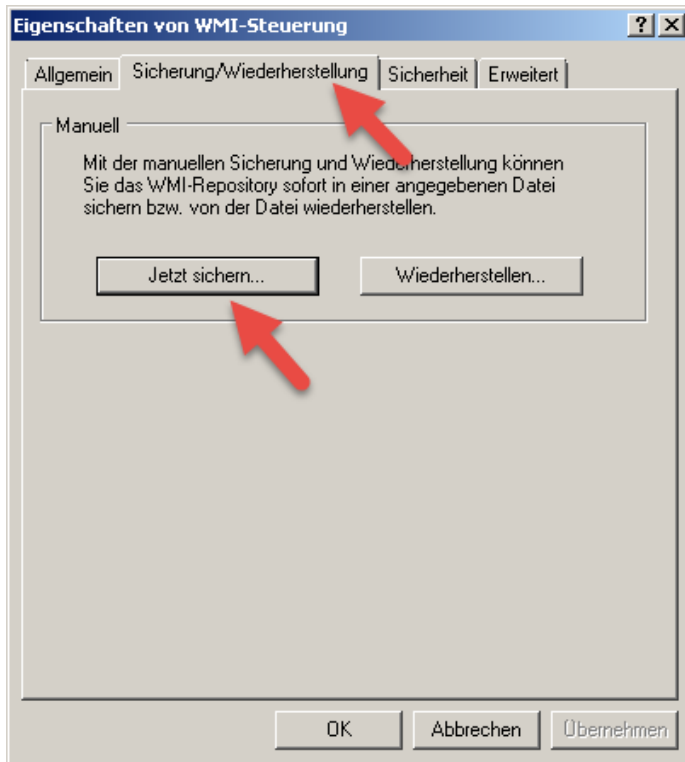 Eigenschaften von WMI-Steuerung
Allgemein Sicherung/Wiederherstellung Sicherheit Erweitert
Manuell
Mit der manuellen Sicherung und Wiederherstellung können
Sie das WMI-Repository sofort in einer angegebenen Datei
sichern bzw. von der Datei wiederherstellen.
Jetzt sichern... Wiederherstellen...
OK Abbrechen Übernehmen